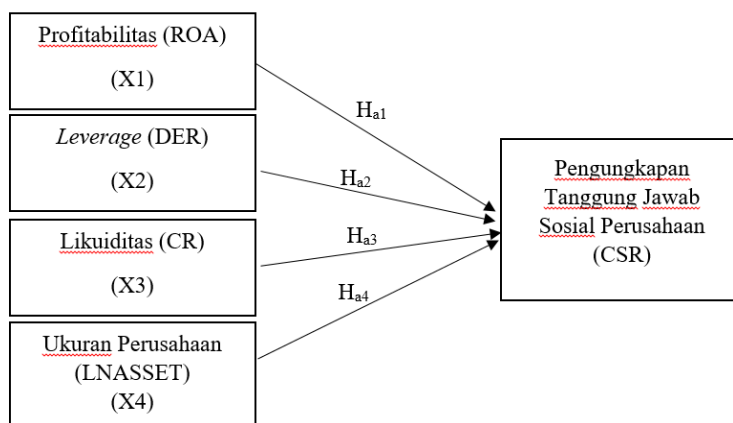 Profitabilitas (ROA)
(X1)
Leverage (DER)
(X2)
Likuiditas (CR)
(X3)
Ukuran Perusahaan
(LNASSET)
(X4)
Ha1
Ha2
Ha3
Ha4
Pengungkapan
Tanggung Jawab
Sosial Perusahaan
(CSR)